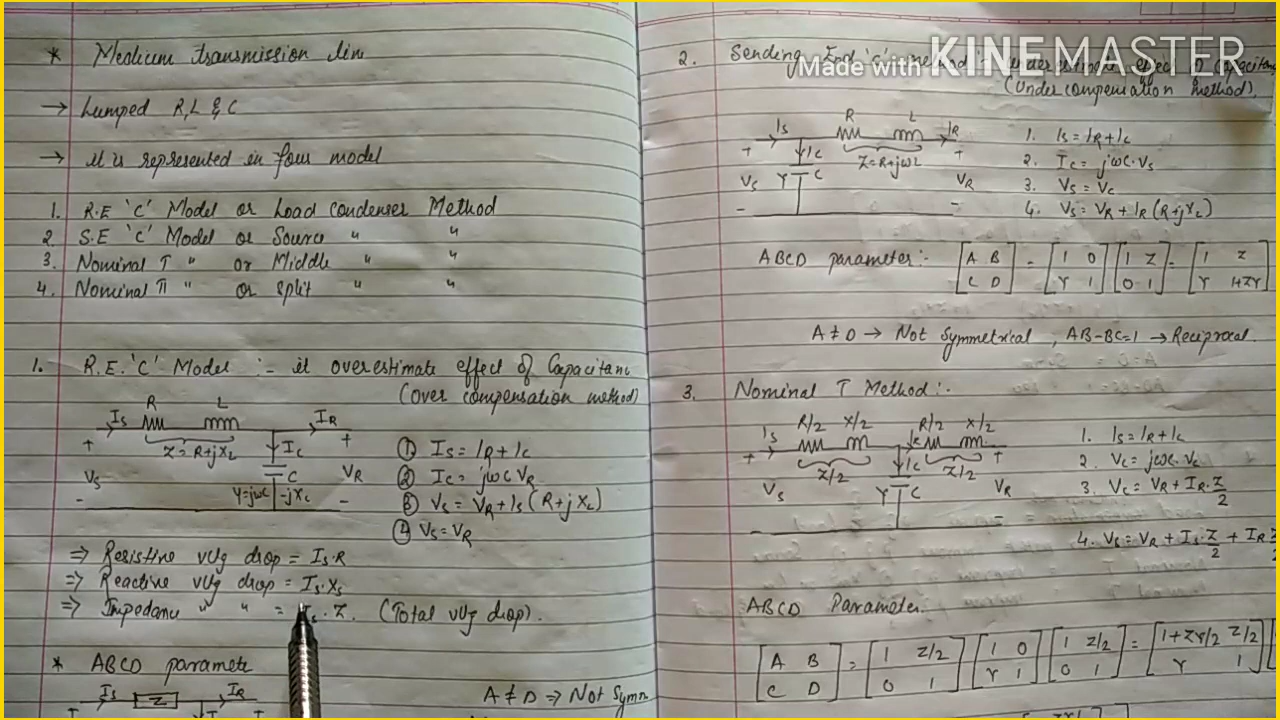 * Medium transmission lin
→ Lumped R, L & C
→ it is represented in four model
1. R.E 'C' Model or Load Condenser Method
2 S.E 'C' Model or Source " "
3. Nominal T " or Middle " "
4. Nominal π " or Split " "
1. R.E. 'C' Model :- it overestimate effect of Capacitanc
(over compensation method)
Is R L IR
+ Z=R+jXL Ic +
Vs C VR
- Y=jωC -jXc -
① Is = IR + Ic
② Ic = jωC VR
③ Vs = VR + Is (R+jXL)
④ Vs = VR
⇒ Resistive vtg drop = Is.R
⇒ Reactive vtg drop = Is.Xs
⇒ Impedance " " = Is.Z. (Total vtg drop).
* ABCD paramete
Is Z IR
A ≠ D ⇒ Not Symm
Made with KINEMASTER
2. Sending End 'C'
(Under compensation method).
Is R L IR
+ Ic Z=R+jωL +
Vs Y C VR
- -
1. Is = IR + Ic
2. Ic = jωC.Vs
3. Vs = Vc
4. Vs = VR + IR (R+jXL)
ABCD parameter:- [A B] = [1 0] [1 Z] = [1 Z]
[C D] [Y 1] [0 1] [Y 1+ZY]
A ≠ D → Not Symmetrical, AB-BC=1 → Reciprocal.
3. Nominal T Method:-
Is R/2 X/2 R/2 X/2
+ Z/2 Ic Z/2 +
Vs Y C VR
1. Is = IR + Ic
2. Vc = jωC.Vc
3. Vc = VR + IR.Z/2
4. Vs = VR + Is.Z/2 + IR Z
ABCD Parameter.
[A B] = [1 Z/2] [1 0] [1 Z/2] = [1+ZY/2 Z/2]
[C D] [0 1] [Y 1] [0 1] [Y 1]